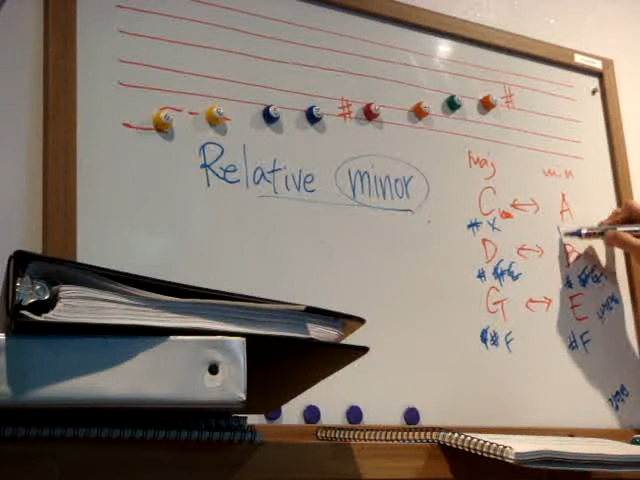 # #
Relative minor
Maj min
C ↔ A
# X
D ↔ B
G ↔ E
# F # F